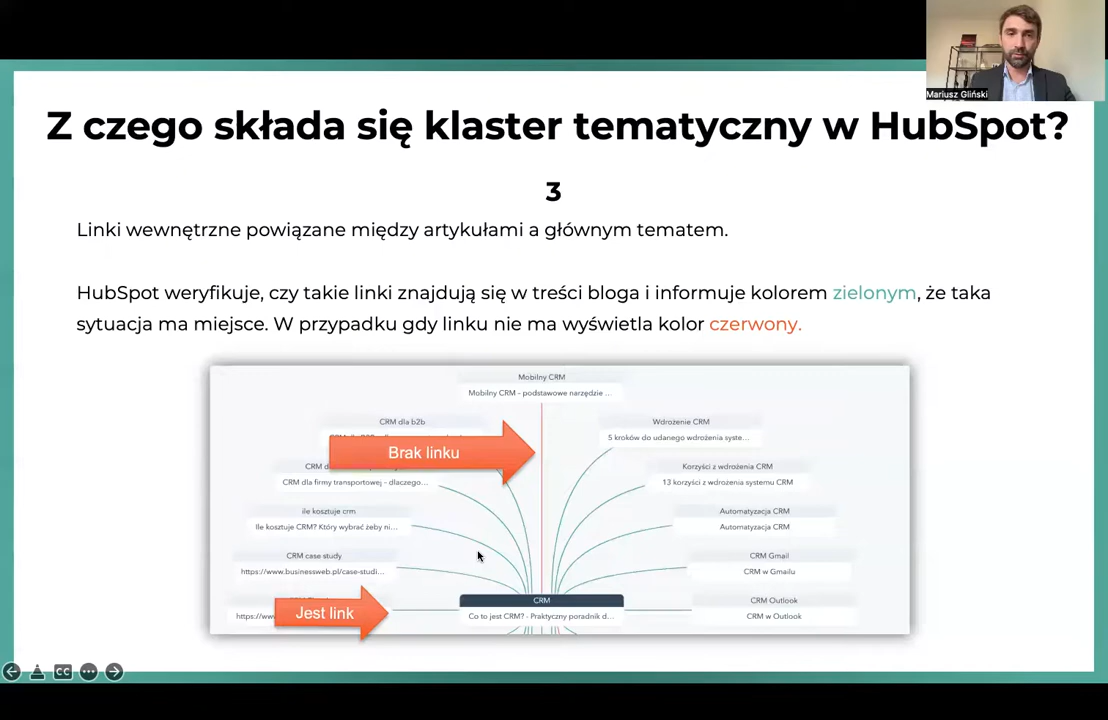 Mariusz Gliński
Z czego składa się klaster tematyczny w HubSpot?
3
Linki wewnętrzne powiązane między artykułami a głównym tematem.
HubSpot weryfikuje, czy takie linki znajdują się w treści bloga i informuje kolorem zielonym, że taka
sytuacja ma miejsce. W przypadku gdy linku nie ma wyświetla kolor czerwony.
Mobilny CRM
Mobilny CRM – podstawowe narzędzie ...
CRM dla b2b
Wdrożenie CRM
5 kroków do udanego wdrożenia syste...
Brak linku
CRM d
Korzyści z wdrożenia CRM
CRM dla firmy transportowej – dlaczego...
13 korzyści z wdrożenia systemu CRM
ile kosztuje crm
Automatyzacja CRM
Ile kosztuje CRM? Który wybrać żeby ni...
Automatyzacja CRM
CRM case study
CRM Gmail
https://www.businessweb.pl/case-studi...
CRM w Gmailu
CRM
CRM Outlook
https://ww
Jest link
Co to jest CRM? - Praktyczny poradnik d...
CRM w Outlook
CC